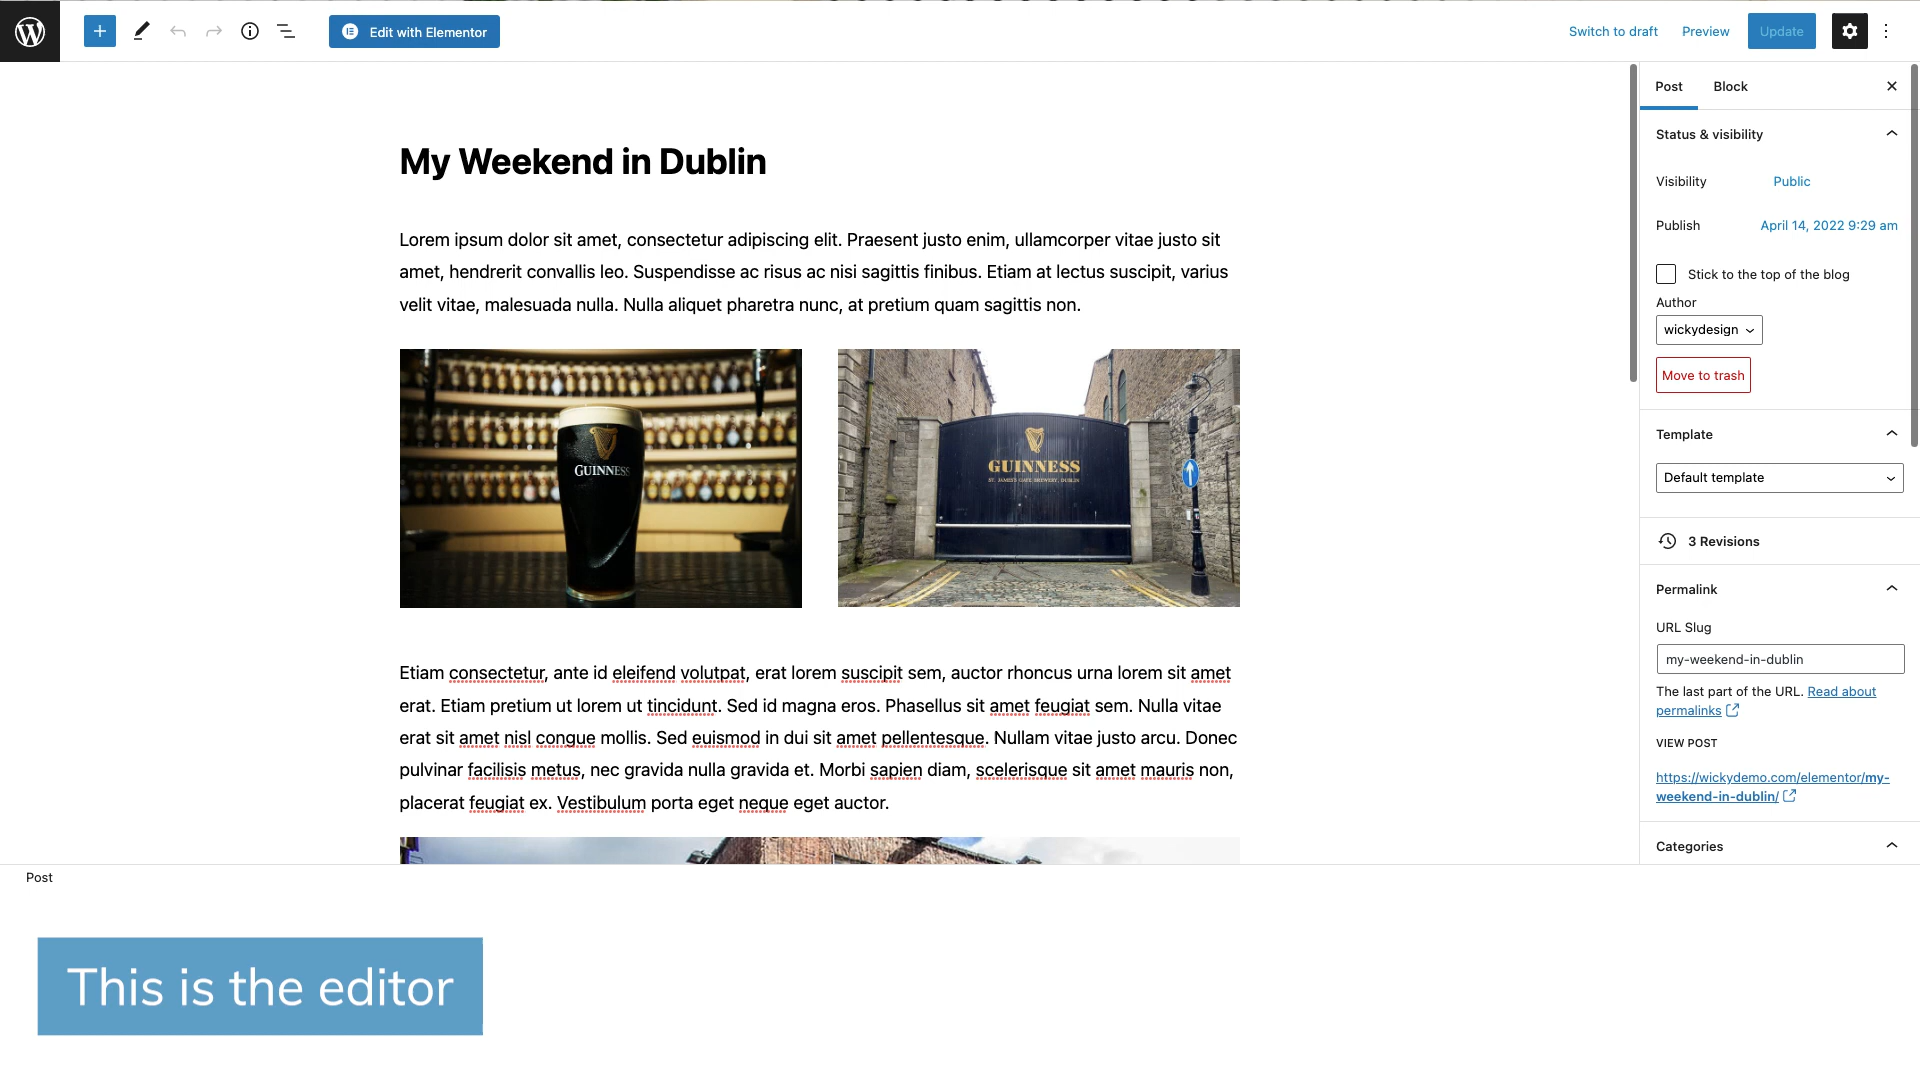 Edit with Elementor
Switch to draft
Preview
Update
Post
Block
My Weekend in Dublin
Lorem ipsum dolor sit amet, consectetur adipiscing elit. Praesent justo enim, ullamcorper vitae justo sit
amet, hendrerit convallis leo. Suspendisse ac risus ac nisi sagittis finibus. Etiam at lectus suscipit, varius
velit vitae, malesuada nulla. Nulla aliquet pharetra nunc, at pretium quam sagittis non.
GUINNESS
GUINNESS
ST. JAMES'S GATE BREWERY, DUBLIN
Etiam consectetur, ante id eleifend volutpat, erat lorem suscipit sem, auctor rhoncus urna lorem sit amet
erat. Etiam pretium ut lorem ut tincidunt. Sed id magna eros. Phasellus sit amet feugiat sem. Nulla vitae
erat sit amet nisl congue mollis. Sed euismod in dui sit amet pellentesque. Nullam vitae justo arcu. Donec
pulvinar facilisis metus, nec gravida nulla gravida et. Morbi sapien diam, scelerisque sit amet mauris non,
placerat feugiat ex. Vestibulum porta eget neque eget auctor.
Status & visibility
Visibility
Public
Publish
April 14, 2022 9:29 am
Stick to the top of the blog
Author
wickydesign
Move to trash
Template
Default template
3 Revisions
Permalink
URL Slug
my-weekend-in-dublin
The last part of the URL. Read about
permalinks
VIEW POST
https://wickydemo.com/elementor/my-
weekend-in-dublin/
Categories
Post
This is the editor